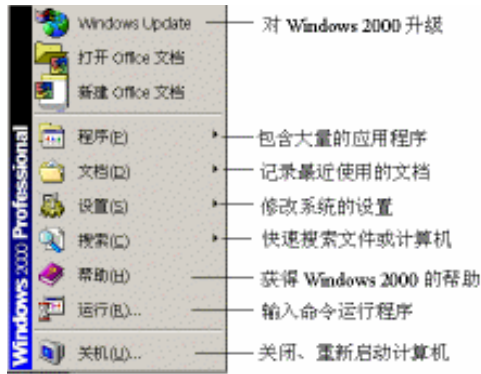 Windows Update 对 Windows 2000 升级
打开 Office 文档
新建 Office 文档
程序(P) 包含大量的应用程序
文档(D) 记录最近使用的文档
设置(S) 修改系统的设置
搜索(C) 快速搜索文件或计算机
帮助(H) 获得 Windows 2000 的帮助
运行(R)... 输入命令运行程序
关机(U)... 关闭、重新启动计算机
Windows 2000 Professional